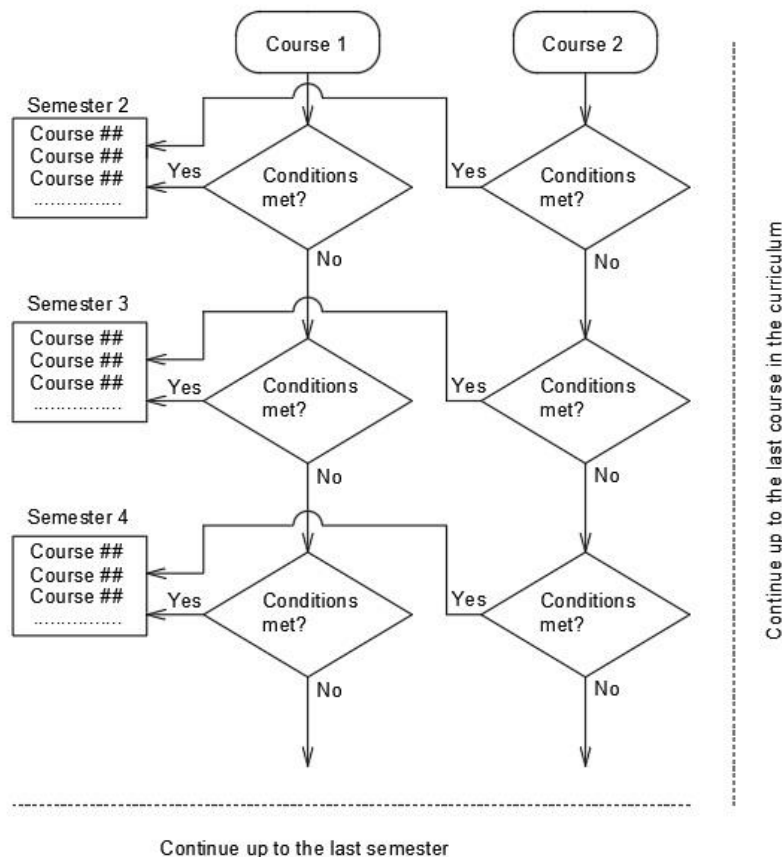 Course 1
Course 2
Semester 2
Course ##
Course ##
Course ##
................
Yes
Conditions
met?
Yes
Conditions
met?
No
No
Semester 3
Course ##
Course ##
Course ##
................
Yes
Conditions
met?
Yes
Conditions
met?
No
No
Semester 4
Course ##
Course ##
Course ##
................
Yes
Conditions
met?
Yes
Conditions
met?
No
No
Continue up to the last semester
Continue up to the last course in the curriculum